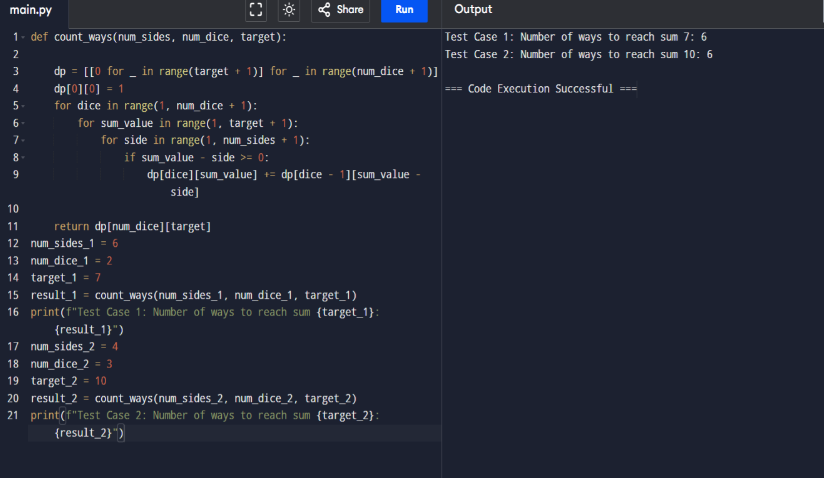 main.py
Share
Run
Output
1 def count_ways(num_sides, num_dice, target):
2
3 dp = [[0 for _ in range(target + 1)] for _ in range(num_dice + 1)]
4 dp[0][0] = 1
5 for dice in range(1, num_dice + 1):
6 for sum_value in range(1, target + 1):
7 for side in range(1, num_sides + 1):
8 if sum_value - side >= 0:
9 dp[dice][sum_value] += dp[dice - 1][sum_value -
side]
10
11 return dp[num_dice][target]
12 num_sides_1 = 6
13 num_dice_1 = 2
14 target_1 = 7
15 result_1 = count_ways(num_sides_1, num_dice_1, target_1)
16 print(f"Test Case 1: Number of ways to reach sum {target_1}:
{result_1}")
17 num_sides_2 = 4
18 num_dice_2 = 3
19 target_2 = 10
20 result_2 = count_ways(num_sides_2, num_dice_2, target_2)
21 print(f"Test Case 2: Number of ways to reach sum {target_2}:
{result_2}")
Test Case 1: Number of ways to reach sum 7: 6
Test Case 2: Number of ways to reach sum 10: 6
=== Code Execution Successful ===